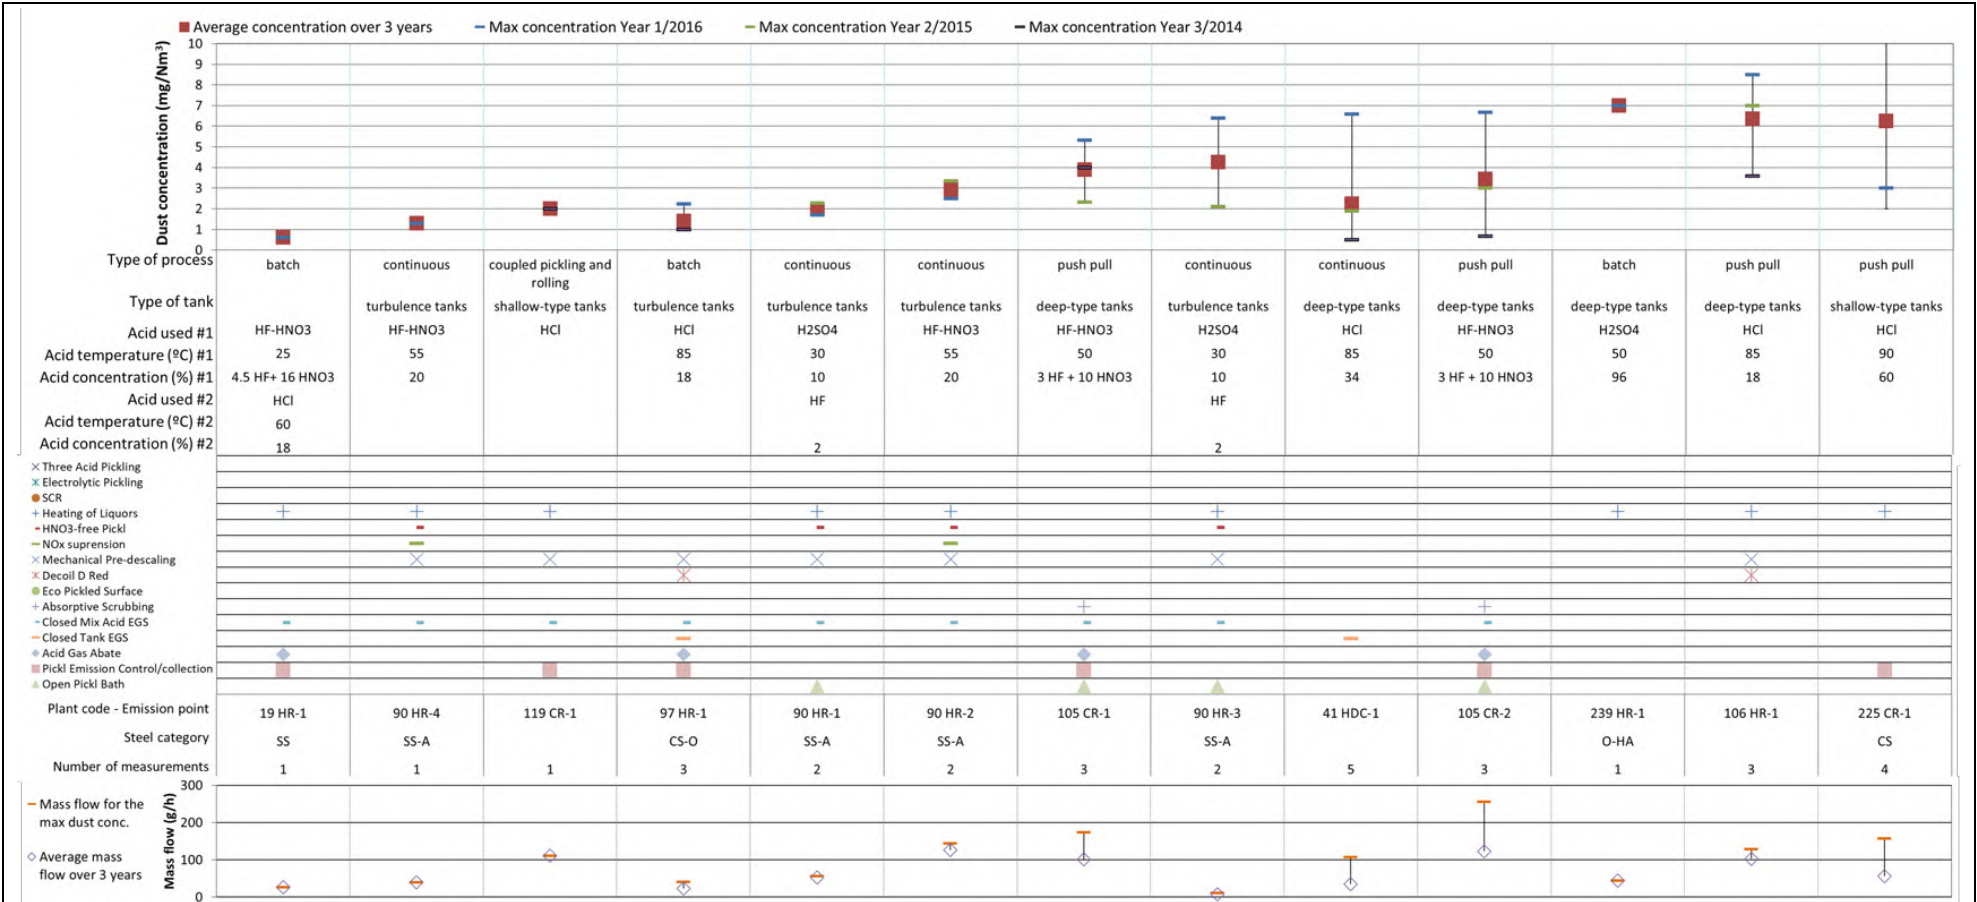 Average concentration over 3 years Max concentration Year 1/2016 Max concentration Year 2/2015 Max concentration Year 3/2014
Dust concentration (mg/Nm³)
10
9
8
7
6
5
4
3
2
1
0
Type of process batch continuous coupled pickling and rolling batch continuous continuous push pull continuous continuous push pull batch push pull push pull
Type of tank turbulence tanks shallow-type tanks turbulence tanks turbulence tanks turbulence tanks deep-type tanks turbulence tanks deep-type tanks deep-type tanks deep-type tanks deep-type tanks shallow-type tanks
Acid used #1 HF-HNO3 HF-HNO3 HCl HCl H2SO4 HF-HNO3 HF-HNO3 H2SO4 HCl HF-HNO3 H2SO4 HCl HCl
Acid temperature (ºC) #1 25 55 85 30 55 50 30 85 50 50 85 90
Acid concentration (%) #1 4.5 HF+ 16 HNO3 20 18 10 20 3 HF + 10 HNO3 10 34 3 HF + 10 HNO3 96 18 60
Acid used #2 HCl HF HF
Acid temperature (ºC) #2 60
Acid concentration (%) #2 18 2 2
Three Acid Pickling
Electrolytic Pickling
SCR
Heating of Liquors
HNO3-free Pickl
NOx suprension
Mechanical Pre-descaling
Decoil D Red
Eco Pickled Surface
Absorptive Scrubbing
Closed Mix Acid EGS
Closed Tank EGS
Acid Gas Abate
Pickl Emission Control/collection
Open Pickl Bath
Plant code - Emission point 19 HR-1 90 HR-4 119 CR-1 97 HR-1 90 HR-1 90 HR-2 105 CR-1 90 HR-3 41 HDC-1 105 CR-2 239 HR-1 106 HR-1 225 CR-1
Steel category SS SS-A CS-O SS-A SS-A SS-A O-HA CS
Number of measurements 1 1 1 3 2 2 3 2 5 3 1 3 4
Mass flow for the
max dust conc.
Average mass
flow over 3 years
Mass flow (g/h)
300
200
100
0